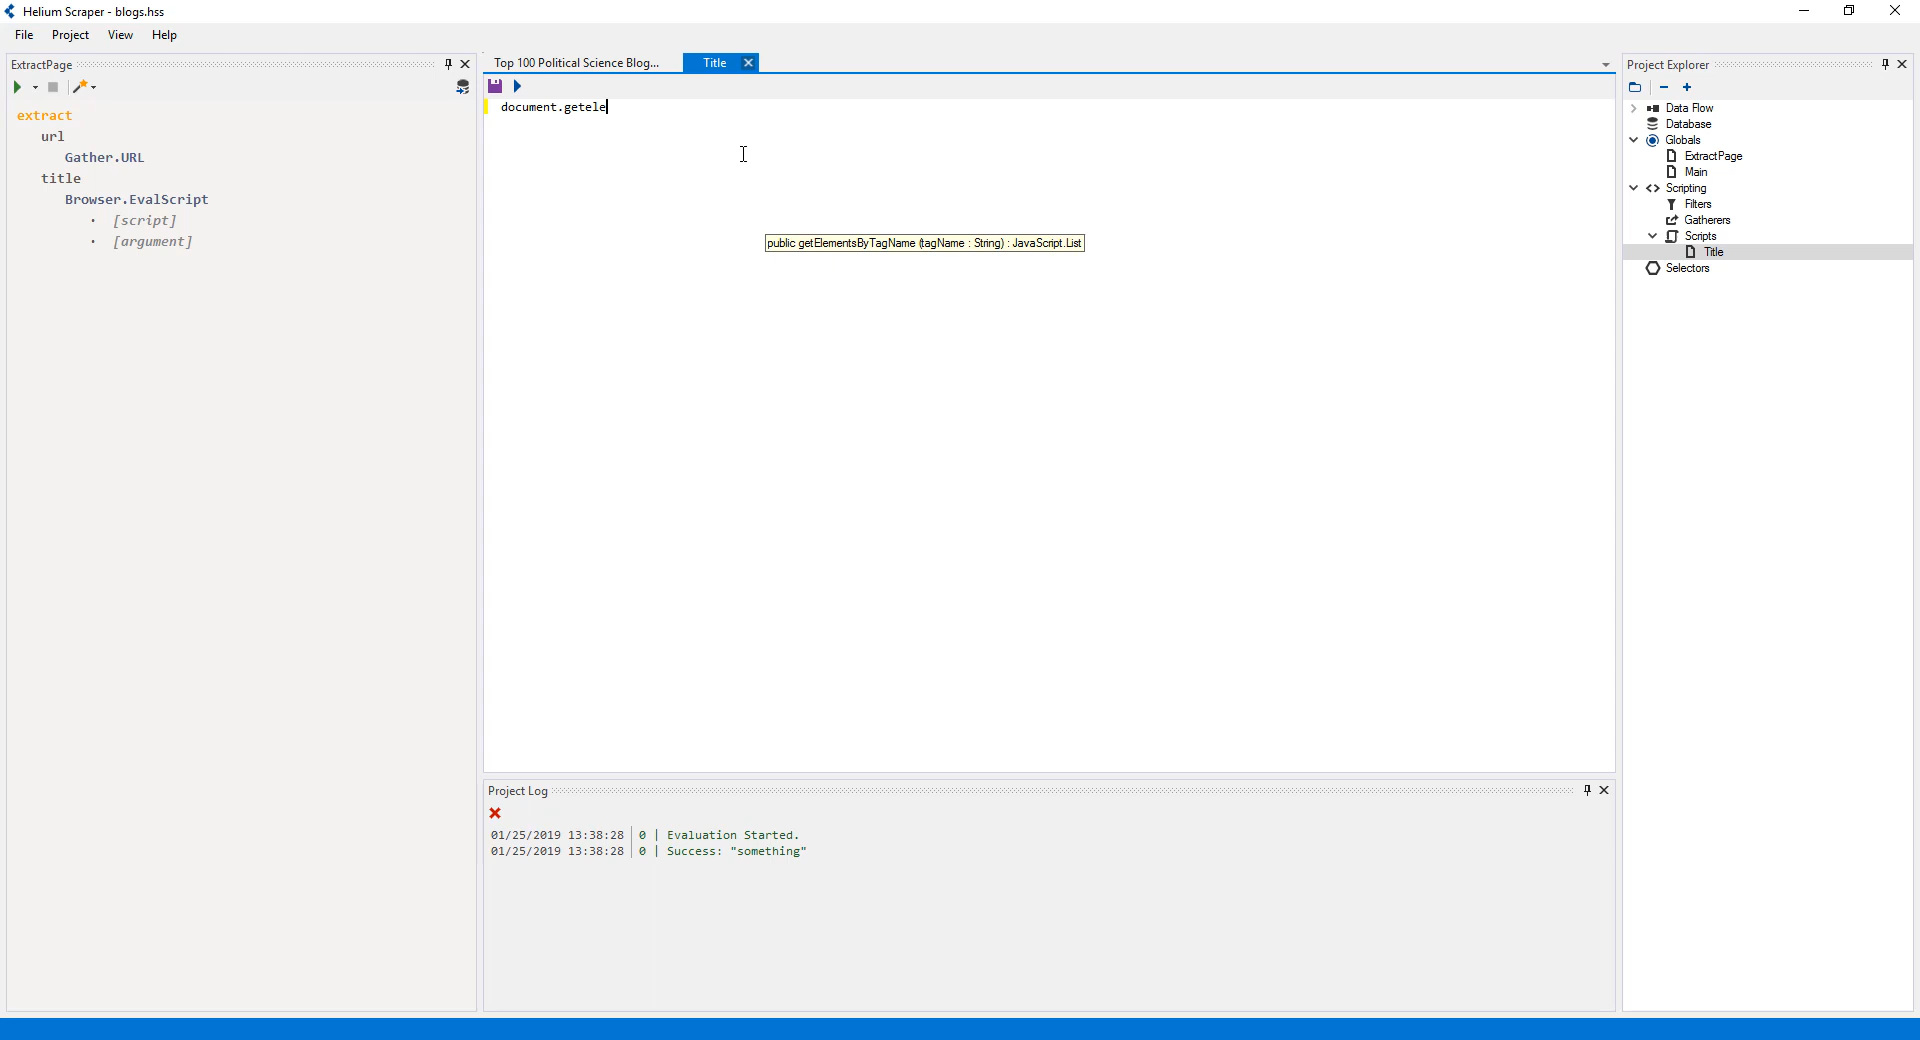 Helium Scraper - blogs.hss
File Project View Help
ExtractPage
extract
url
Gather.URL
title
Browser.EvalScript
· [script]
· [argument]
Top 100 Political Science Blog...
Title
document.getele
public getElementsByTagName (tagName : String) : JavaScript.List
Project Log
01/25/2019 13:38:28 | 0 | Evaluation Started.
01/25/2019 13:38:28 | 0 | Success: "something"
Project Explorer
Data Flow
Database
Globals
ExtractPage
Main
Scripting
Filters
Gatherers
Scripts
Title
Selectors